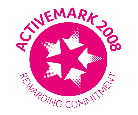 ACTIVEMARK 2008
REWARDING COMMITMENT